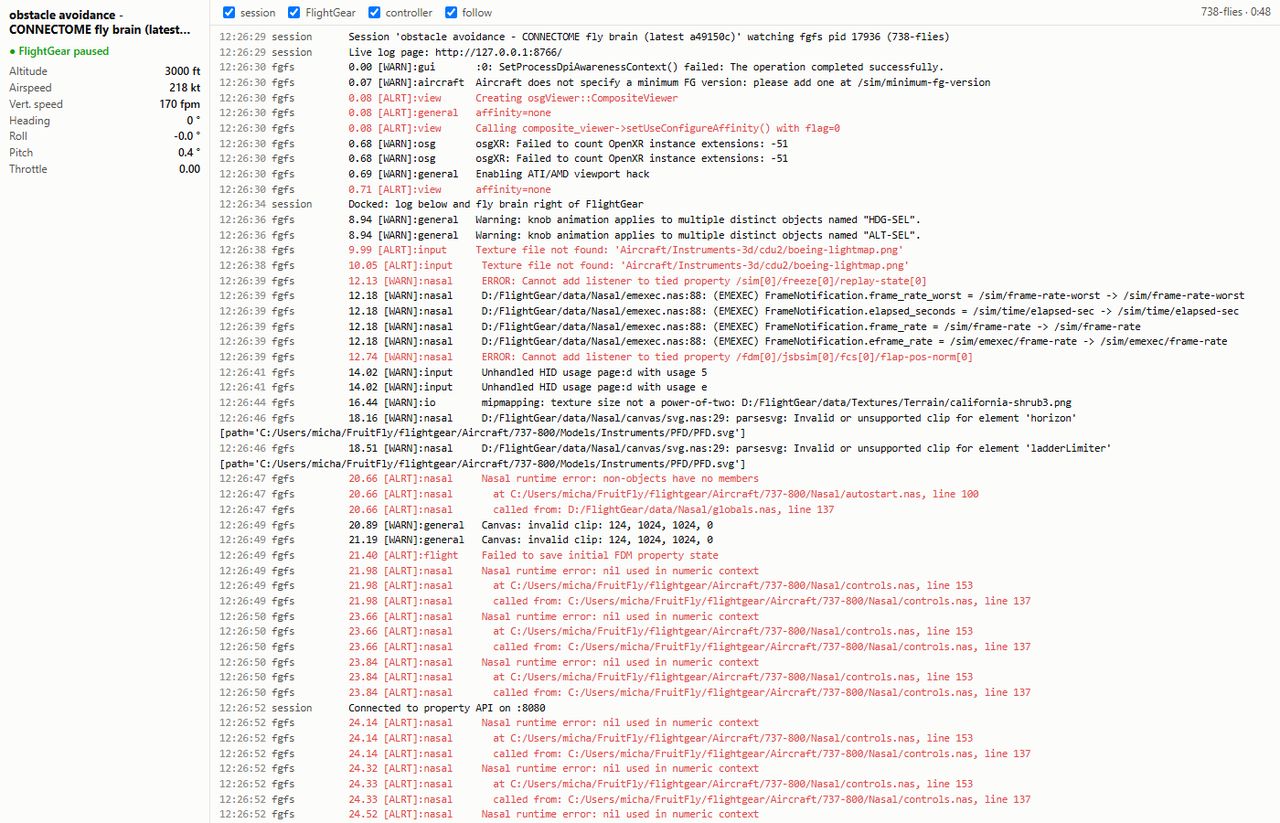 obstacle avoidance -
CONNECTOME fly brain (latest...
● FlightGear paused
Altitude 3000 ft
Airspeed 218 kt
Vert. speed 170 fpm
Heading 0 °
Roll -0.0 °
Pitch 0.4 °
Throttle 0.00
session FlightGear controller follow 738-flies · 0:48
12:26:29 session Session 'obstacle avoidance - CONNECTOME fly brain (latest a49150c)' watching fgfs pid 17936 (738-flies)
12:26:29 session Live log page: http://127.0.0.1:8766/
12:26:30 fgfs 0.00 [WARN]:gui :0: SetProcessDpiAwarenessContext() failed: The operation completed successfully.
12:26:30 fgfs 0.07 [WARN]:aircraft Aircraft does not specify a minimum FG version: please add one at /sim/minimum-fg-version
12:26:30 fgfs 0.08 [ALRT]:view Creating osgViewer::CompositeViewer
12:26:30 fgfs 0.08 [ALRT]:general affinity=none
12:26:30 fgfs 0.08 [ALRT]:view Calling composite_viewer->setUseConfigureAffinity() with flag=0
12:26:30 fgfs 0.68 [WARN]:osg osgXR: Failed to count OpenXR instance extensions: -51
12:26:30 fgfs 0.68 [WARN]:osg osgXR: Failed to count OpenXR instance extensions: -51
12:26:30 fgfs 0.69 [WARN]:general Enabling ATI/AMD viewport hack
12:26:30 fgfs 0.71 [ALRT]:view affinity=none
12:26:34 session Docked: log below and fly brain right of FlightGear
12:26:36 fgfs 8.94 [WARN]:general Warning: knob animation applies to multiple distinct objects named "HDG-SEL".
12:26:36 fgfs 8.94 [WARN]:general Warning: knob animation applies to multiple distinct objects named "ALT-SEL".
12:26:38 fgfs 9.99 [ALRT]:input Texture file not found: 'Aircraft/Instruments-3d/cdu2/boeing-lightmap.png'
12:26:38 fgfs 10.05 [ALRT]:input Texture file not found: 'Aircraft/Instruments-3d/cdu2/boeing-lightmap.png'
12:26:39 fgfs 12.13 [WARN]:nasal ERROR: Cannot add listener to tied property /sim[0]/freeze[0]/replay-state[0]
12:26:39 fgfs 12.18 [WARN]:nasal D:/FlightGear/data/Nasal/emexec.nas:88: (EMEXEC) FrameNotification.frame_rate_worst = /sim/frame-rate-worst -> /sim/frame-rate-worst
12:26:39 fgfs 12.18 [WARN]:nasal D:/FlightGear/data/Nasal/emexec.nas:88: (EMEXEC) FrameNotification.elapsed_seconds = /sim/time/elapsed-sec -> /sim/time/elapsed-sec
12:26:39 fgfs 12.18 [WARN]:nasal D:/FlightGear/data/Nasal/emexec.nas:88: (EMEXEC) FrameNotification.frame_rate = /sim/frame-rate -> /sim/frame-rate
12:26:39 fgfs 12.18 [WARN]:nasal D:/FlightGear/data/Nasal/emexec.nas:88: (EMEXEC) FrameNotification.eframe_rate = /sim/emexec/frame-rate -> /sim/emexec/frame-rate
12:26:39 fgfs 12.74 [WARN]:nasal ERROR: Cannot add listener to tied property /fdm[0]/jsbsim[0]/fcs[0]/flap-pos-norm[0]
12:26:41 fgfs 14.02 [WARN]:input Unhandled HID usage page:d with usage 5
12:26:41 fgfs 14.02 [WARN]:input Unhandled HID usage page:d with usage e
12:26:44 fgfs 16.44 [WARN]:io mipmapping: texture size not a power-of-two: D:/FlightGear/data/Textures/Terrain/california-shrub3.png
12:26:46 fgfs 18.16 [WARN]:nasal D:/FlightGear/data/Nasal/canvas/svg.nas:29: parsesvg: Invalid or unsupported clip for element 'horizon'
[path='C:/Users/micha/FruitFly/flightgear/Aircraft/737-800/Models/Instruments/PFD/PFD.svg']
12:26:46 fgfs 18.51 [WARN]:nasal D:/FlightGear/data/Nasal/canvas/svg.nas:29: parsesvg: Invalid or unsupported clip for element 'ladderLimiter'
[path='C:/Users/micha/FruitFly/flightgear/Aircraft/737-800/Models/Instruments/PFD/PFD.svg']
12:26:47 fgfs 20.66 [ALRT]:nasal Nasal runtime error: non-objects have no members
12:26:47 fgfs 20.66 [ALRT]:nasal at C:/Users/micha/FruitFly/flightgear/Aircraft/737-800/Nasal/autostart.nas, line 100
12:26:47 fgfs 20.66 [ALRT]:nasal called from: D:/FlightGear/data/Nasal/globals.nas, line 137
12:26:49 fgfs 20.89 [WARN]:general Canvas: invalid clip: 124, 1024, 1024, 0
12:26:49 fgfs 21.19 [WARN]:general Canvas: invalid clip: 124, 1024, 1024, 0
12:26:49 fgfs 21.40 [ALRT]:flight Failed to save initial FDM property state
12:26:49 fgfs 21.98 [ALRT]:nasal Nasal runtime error: nil used in numeric context
12:26:49 fgfs 21.98 [ALRT]:nasal at C:/Users/micha/FruitFly/flightgear/Aircraft/737-800/Nasal/controls.nas, line 153
12:26:49 fgfs 21.98 [ALRT]:nasal called from: C:/Users/micha/FruitFly/flightgear/Aircraft/737-800/Nasal/controls.nas, line 137
12:26:50 fgfs 23.66 [ALRT]:nasal Nasal runtime error: nil used in numeric context
12:26:50 fgfs 23.66 [ALRT]:nasal at C:/Users/micha/FruitFly/flightgear/Aircraft/737-800/Nasal/controls.nas, line 153
12:26:50 fgfs 23.66 [ALRT]:nasal called from: C:/Users/micha/FruitFly/flightgear/Aircraft/737-800/Nasal/controls.nas, line 137
12:26:50 fgfs 23.84 [ALRT]:nasal Nasal runtime error: nil used in numeric context
12:26:50 fgfs 23.84 [ALRT]:nasal at C:/Users/micha/FruitFly/flightgear/Aircraft/737-800/Nasal/controls.nas, line 153
12:26:50 fgfs 23.84 [ALRT]:nasal called from: C:/Users/micha/FruitFly/flightgear/Aircraft/737-800/Nasal/controls.nas, line 137
12:26:52 session Connected to property API on :8080
12:26:52 fgfs 24.14 [ALRT]:nasal Nasal runtime error: nil used in numeric context
12:26:52 fgfs 24.14 [ALRT]:nasal at C:/Users/micha/FruitFly/flightgear/Aircraft/737-800/Nasal/controls.nas, line 153
12:26:52 fgfs 24.14 [ALRT]:nasal called from: C:/Users/micha/FruitFly/flightgear/Aircraft/737-800/Nasal/controls.nas, line 137
12:26:52 fgfs 24.32 [ALRT]:nasal Nasal runtime error: nil used in numeric context
12:26:52 fgfs 24.33 [ALRT]:nasal at C:/Users/micha/FruitFly/flightgear/Aircraft/737-800/Nasal/controls.nas, line 153
12:26:52 fgfs 24.33 [ALRT]:nasal called from: C:/Users/micha/FruitFly/flightgear/Aircraft/737-800/Nasal/controls.nas, line 137
12:26:52 fgfs 24.52 [ALRT]:nasal Nasal runtime error: nil used in numeric context